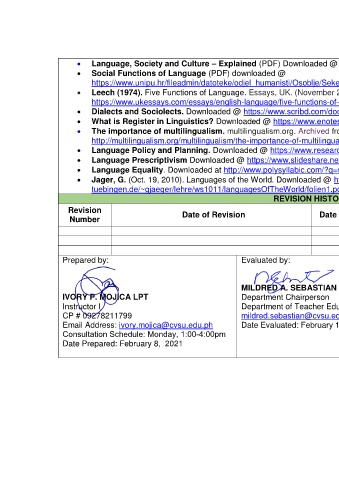 Language, Society and Culture – Explained (PDF) Downloaded @
Social Functions of Language (PDF) downloaded @
https://www.unipu.hr/fileadmin/datoteke/odjel_humanisti/Osoblje/Seke
Leech (1974). Five Functions of Language. Essays, UK. (November 2
https://www.ukessays.com/essays/english-language/five-functions-of-
Dialects and Sociolects. Downloaded @ https://www.scribd.com/doc
What is Register in Linguistics? Downloaded @ https://www.enotes
The importance of multilingualism. multilingualism.org. Archived fro
http://multilingualism.org/multilingualism/the-importance-of-multilingua
Language Policy and Planning. Downloaded @ https://www.researc
Language Prescriptivism Downloaded @ https://www.slideshare.ne
Language Equality. Downloaded at http://www.polysyllabic.com/?q=
Jager, G. (Oct. 19, 2010). Languages of the World. Downloaded @ h
tuebingen.de/~gjaeger/lehre/ws1011/languagesOfTheWorld/folien1.pd
REVISION HISTO
Revision Number Date of Revision Date
Prepared by: Evaluated by:
IVORY P. MOJICA LPT MILDRED A. SEBASTIAN
Instructor I Department Chairperson
CP # 09278211799 Department of Teacher Edu
Email Address: ivory.mojica@cvsu.edu.ph mildred.sebastian@cvsu.ed
Consultation Schedule: Monday, 1:00-4:00pm Date Evaluated: February 1
Date Prepared: February 8, 2021